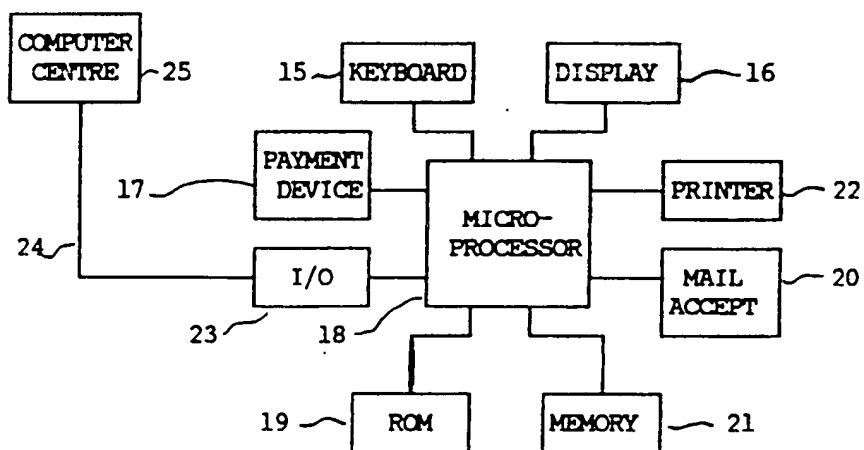 COMPUTER
CENTRE
25
15
KEYBOARD
DISPLAY
16
PAYMENT
DEVICE
17
MICRO-
PROCESSOR
PRINTER
22
24
I/O
23
18
MAIL
ACCEPT
20
19
ROM
MEMORY
21